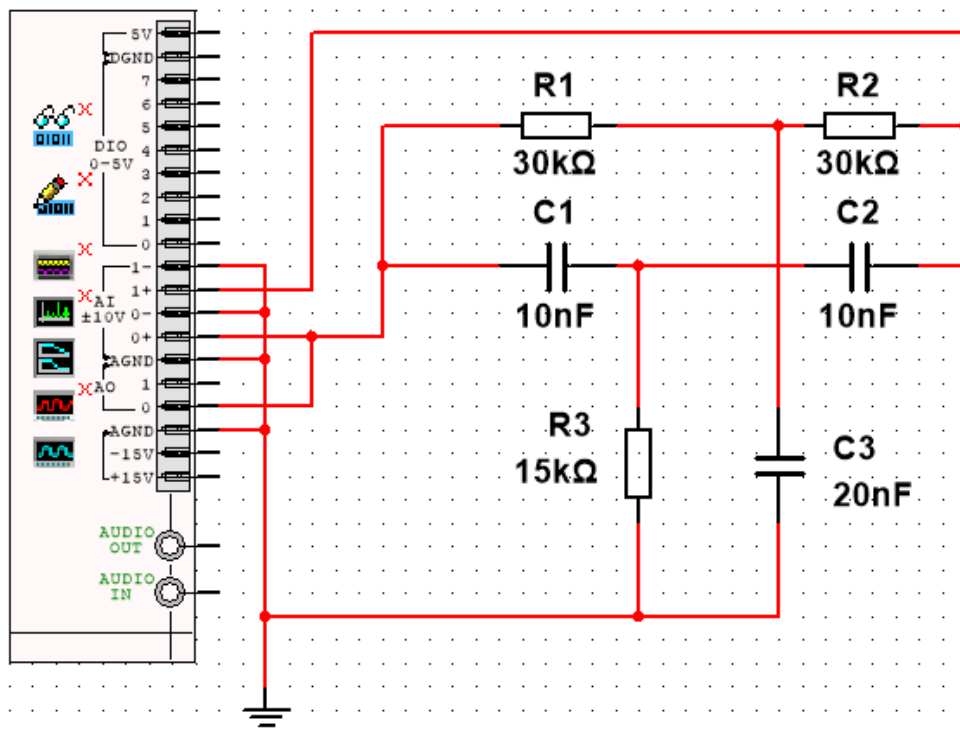 5V
DGND
7
6
5
DIO
4
0-5V
3
2
1
0
1-
1+
AI
0-
±10V
0+
AGND
1
AO
0
AGND
-15V
+15V
AUDIO
OUT
AUDIO
IN
R1
30kΩ
R2
30kΩ
C1
10nF
C2
10nF
R3
15kΩ
C3
20nF